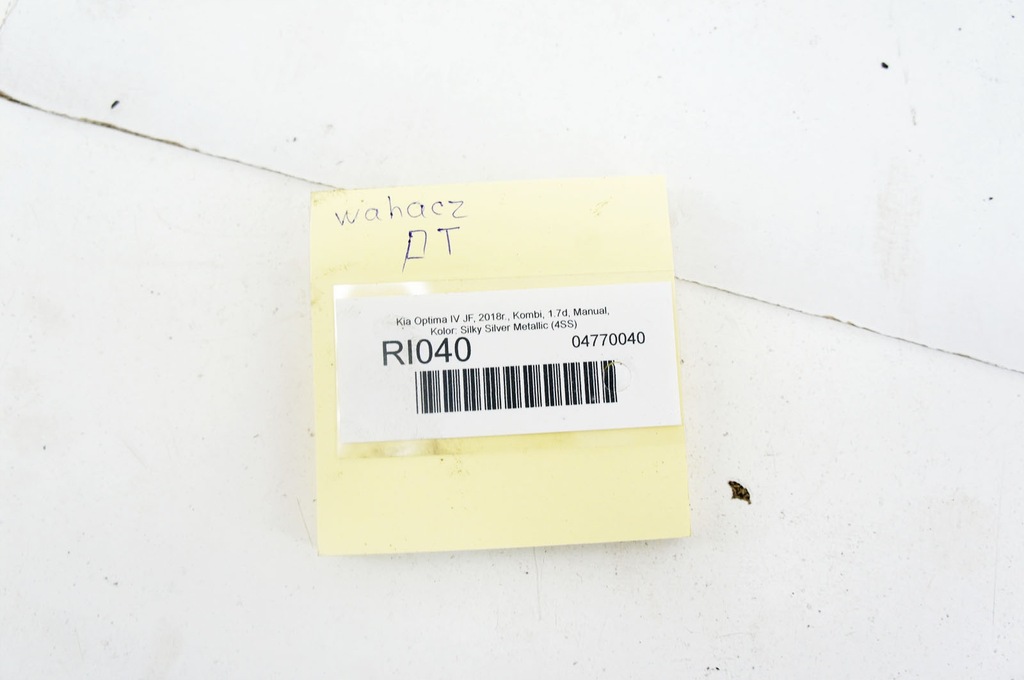 wahacz
PT
Kia Optima IV JF, 2018r., Kombi, 1.7d, Manual,
Kolor: Silky Silver Metallic (4SS)
RI040 04770040